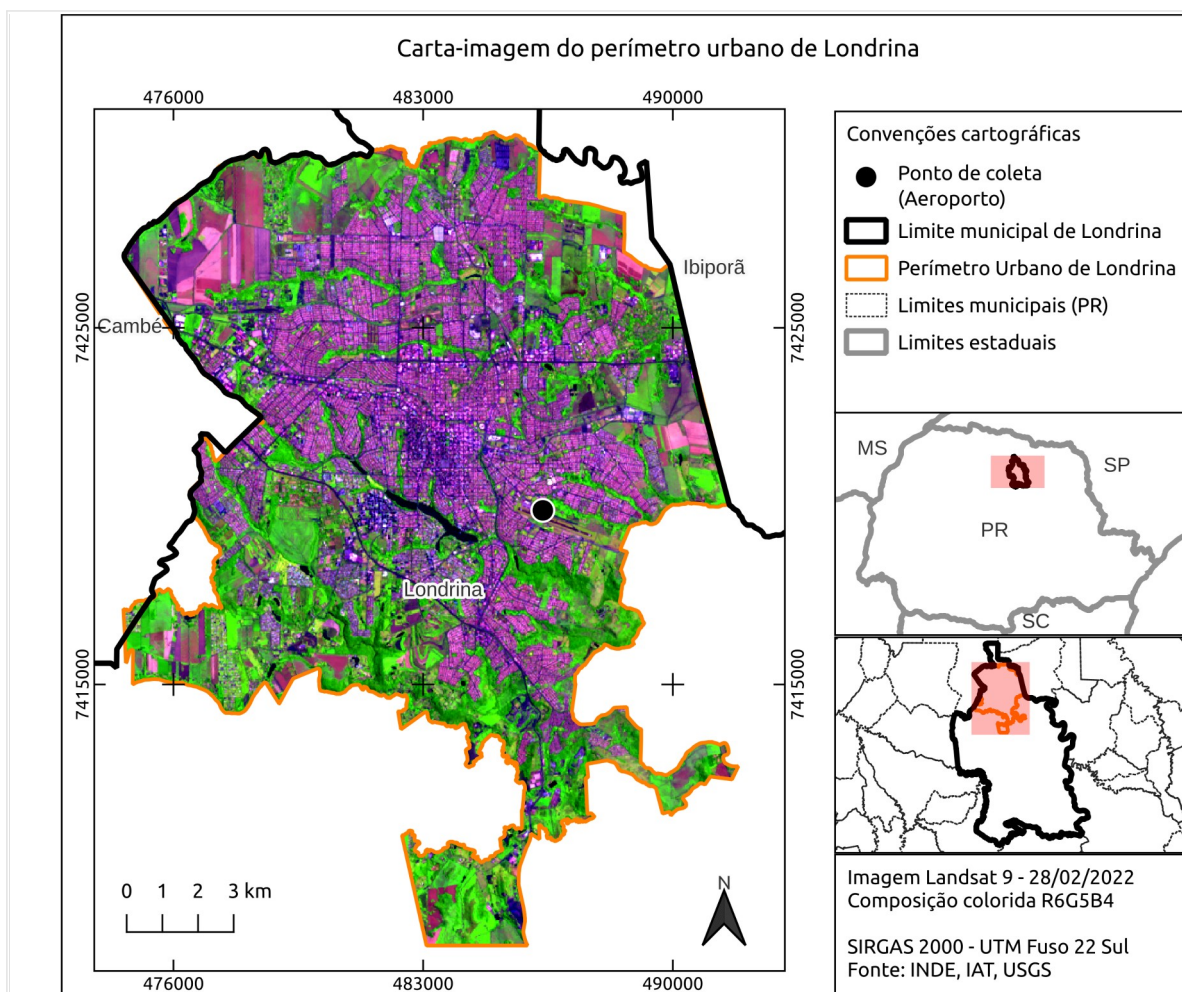 Carta-imagem do perímetro urbano de Londrina
476000
483000
490000
7425000
7425000
7415000
7415000
Cambé
Ibiporã
Londrina
0 1 2 3 km
N
476000
483000
490000
Convenções cartográficas
Ponto de coleta
(Aeroporto)
Limite municipal de Londrina
Perímetro Urbano de Londrina
Limites municipais (PR)
Limites estaduais
MS
SP
PR
SC
Imagem Landsat 9 - 28/02/2022
Composição colorida R6G5B4
SIRGAS 2000 - UTM Fuso 22 Sul
Fonte: INDE, IAT, USGS